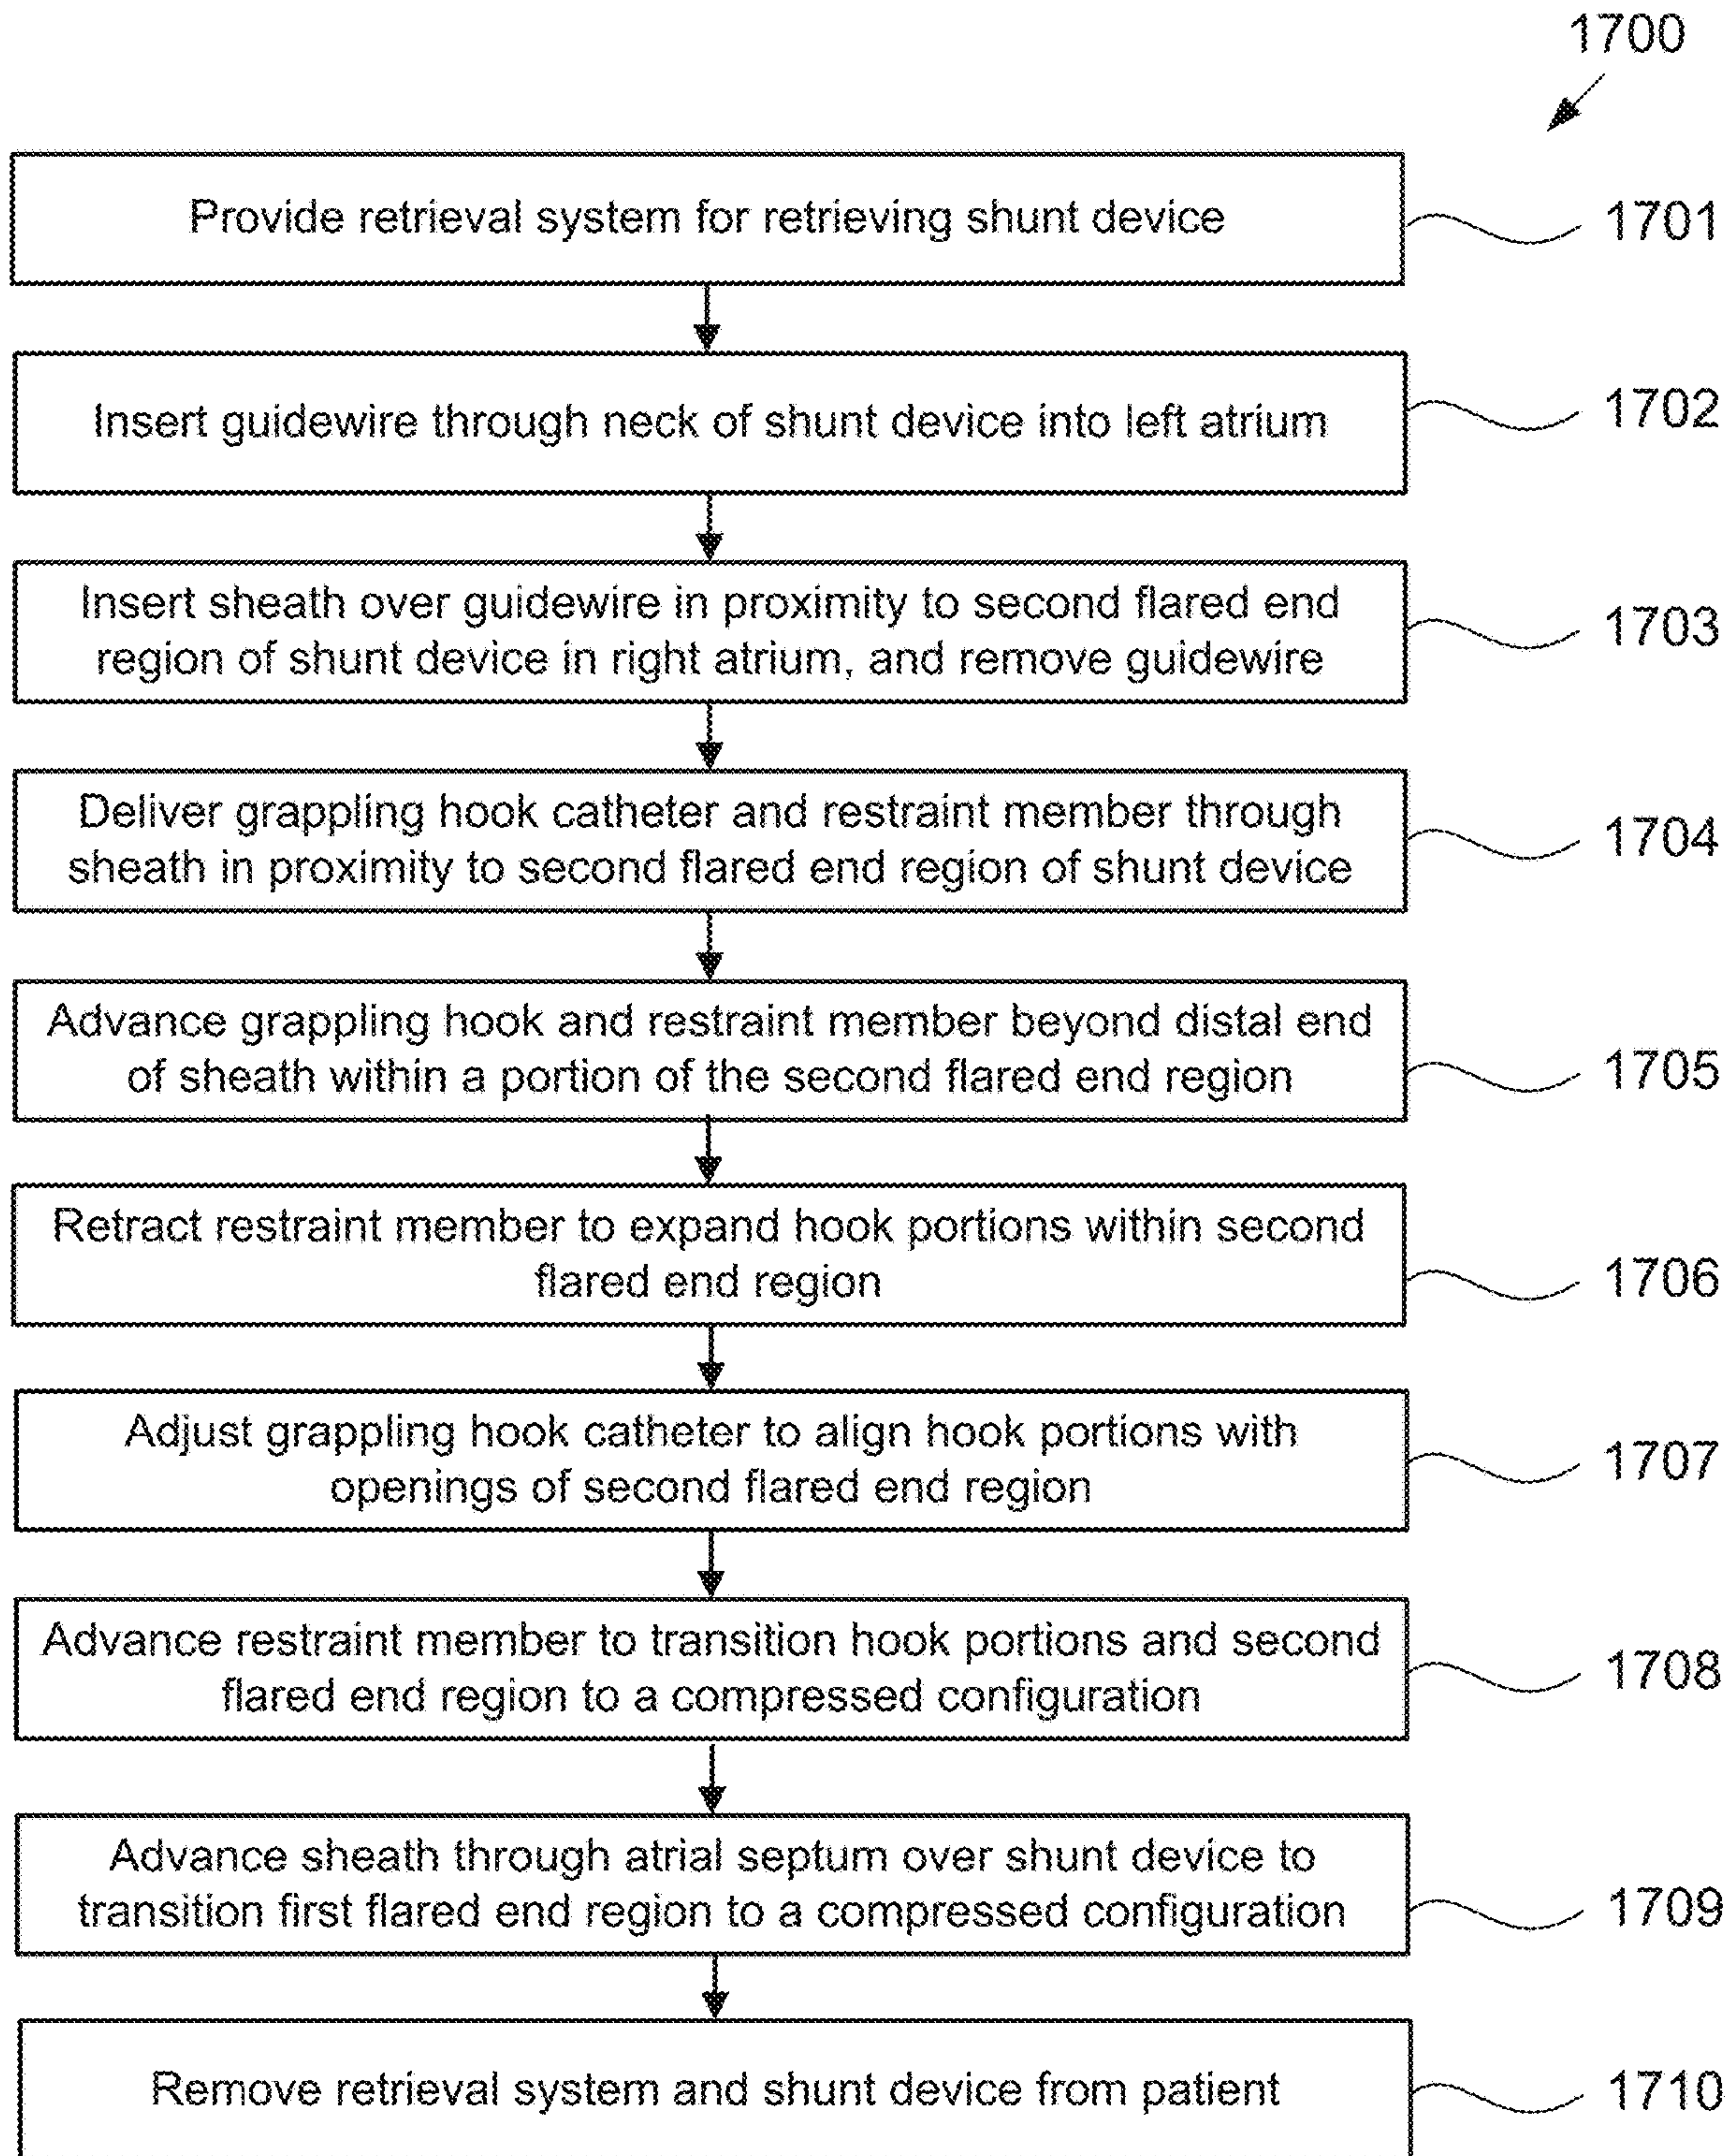 1700
Provide retrieval system for retrieving shunt device
1701
Insert guidewire through neck of shunt device into left atrium
1702
Insert sheath over guidewire in proximity to second flared end
region of shunt device in right atrium, and remove guidewire
1703
Deliver grappling hook catheter and restraint member through
sheath in proximity to second flared end region of shunt device
1704
Advance grappling hook and restraint member beyond distal end
of sheath within a portion of the second flared end region
1705
Retract restraint member to expand hook portions within second
flared end region
1706
Adjust grappling hook catheter to align hook portions with
openings of second flared end region
1707
Advance restraint member to transition hook portions and second
flared end region to a compressed configuration
1708
Advance sheath through atrial septum over shunt device to
transition first flared end region to a compressed configuration
1709
Remove retrieval system and shunt device from patient
1710